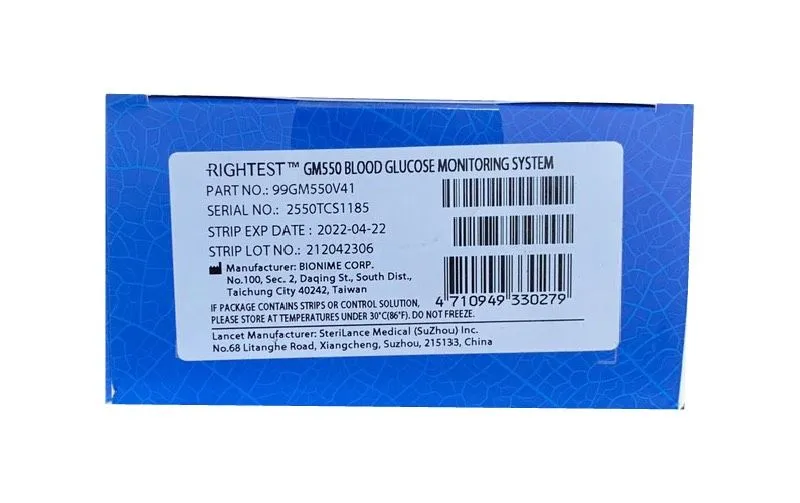 RIGHTEST™ GM550 BLOOD GLUCOSE MONITORING SYSTEM
PART NO.: 99GM550V41
SERIAL NO.: 2550TCS1185
STRIP EXP DATE : 2022-04-22
STRIP LOT NO.: 212042306
Manufacturer: BIONIME CORP.
No.100, Sec. 2, Daqing St., South Dist.,
Taichung City 40242, Taiwan
4 710949 330279
IF PACKAGE CONTAINS STRIPS OR CONTROL SOLUTION,
PLEASE STORE AT TEMPERATURES UNDER 30°C(86°F). DO NOT FREEZE.
Lancet Manufacturer: SteriLance Medical (SuZhou) Inc.
No.68 Litanghe Road, Xiangcheng, Suzhou, 215133, China